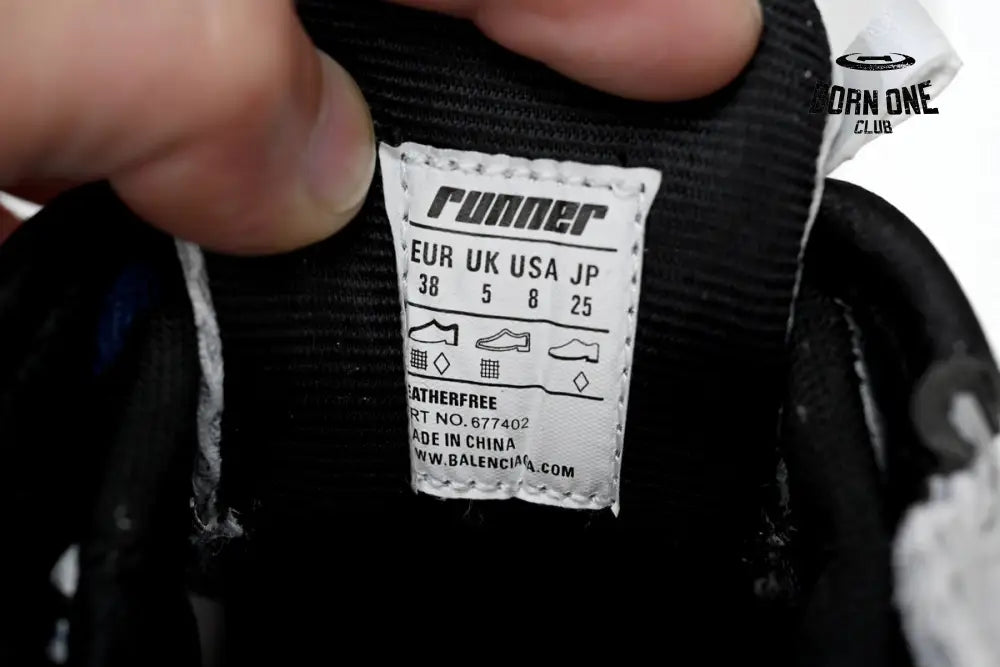 BORN ONE
CLUB
runner
EUR UK USA JP
38 5 8 25
EATHERFREE
RT NO. 677402
ADE IN CHINA
WW.BALENCIAGA.COM